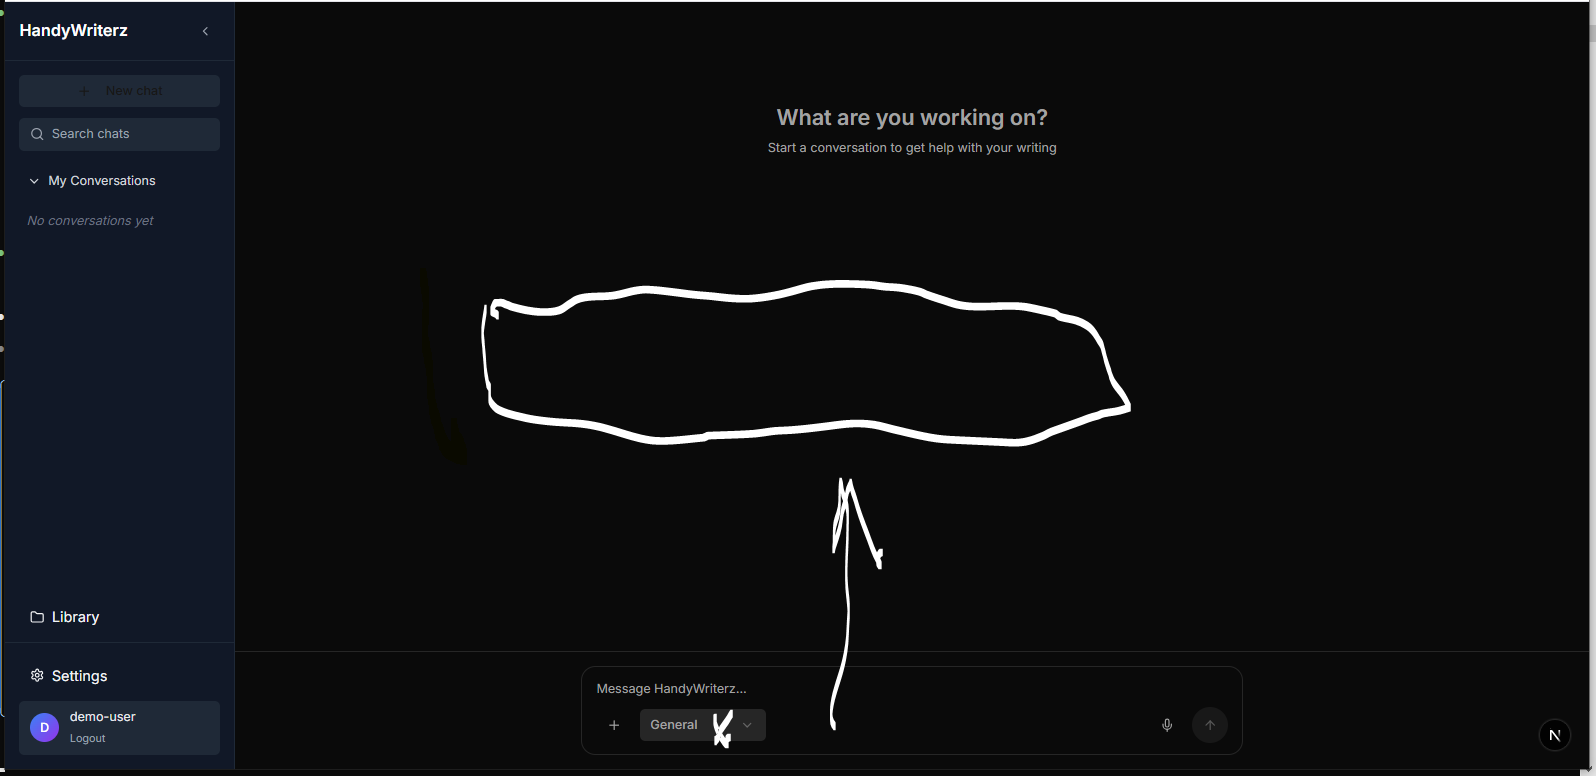 HandyWriterz
+ New chat
Search chats
My Conversations
No conversations yet
Library
Settings
D
demo-user
Logout
What are you working on?
Start a conversation to get help with your writing
Message HandyWriterz...
+ General
N